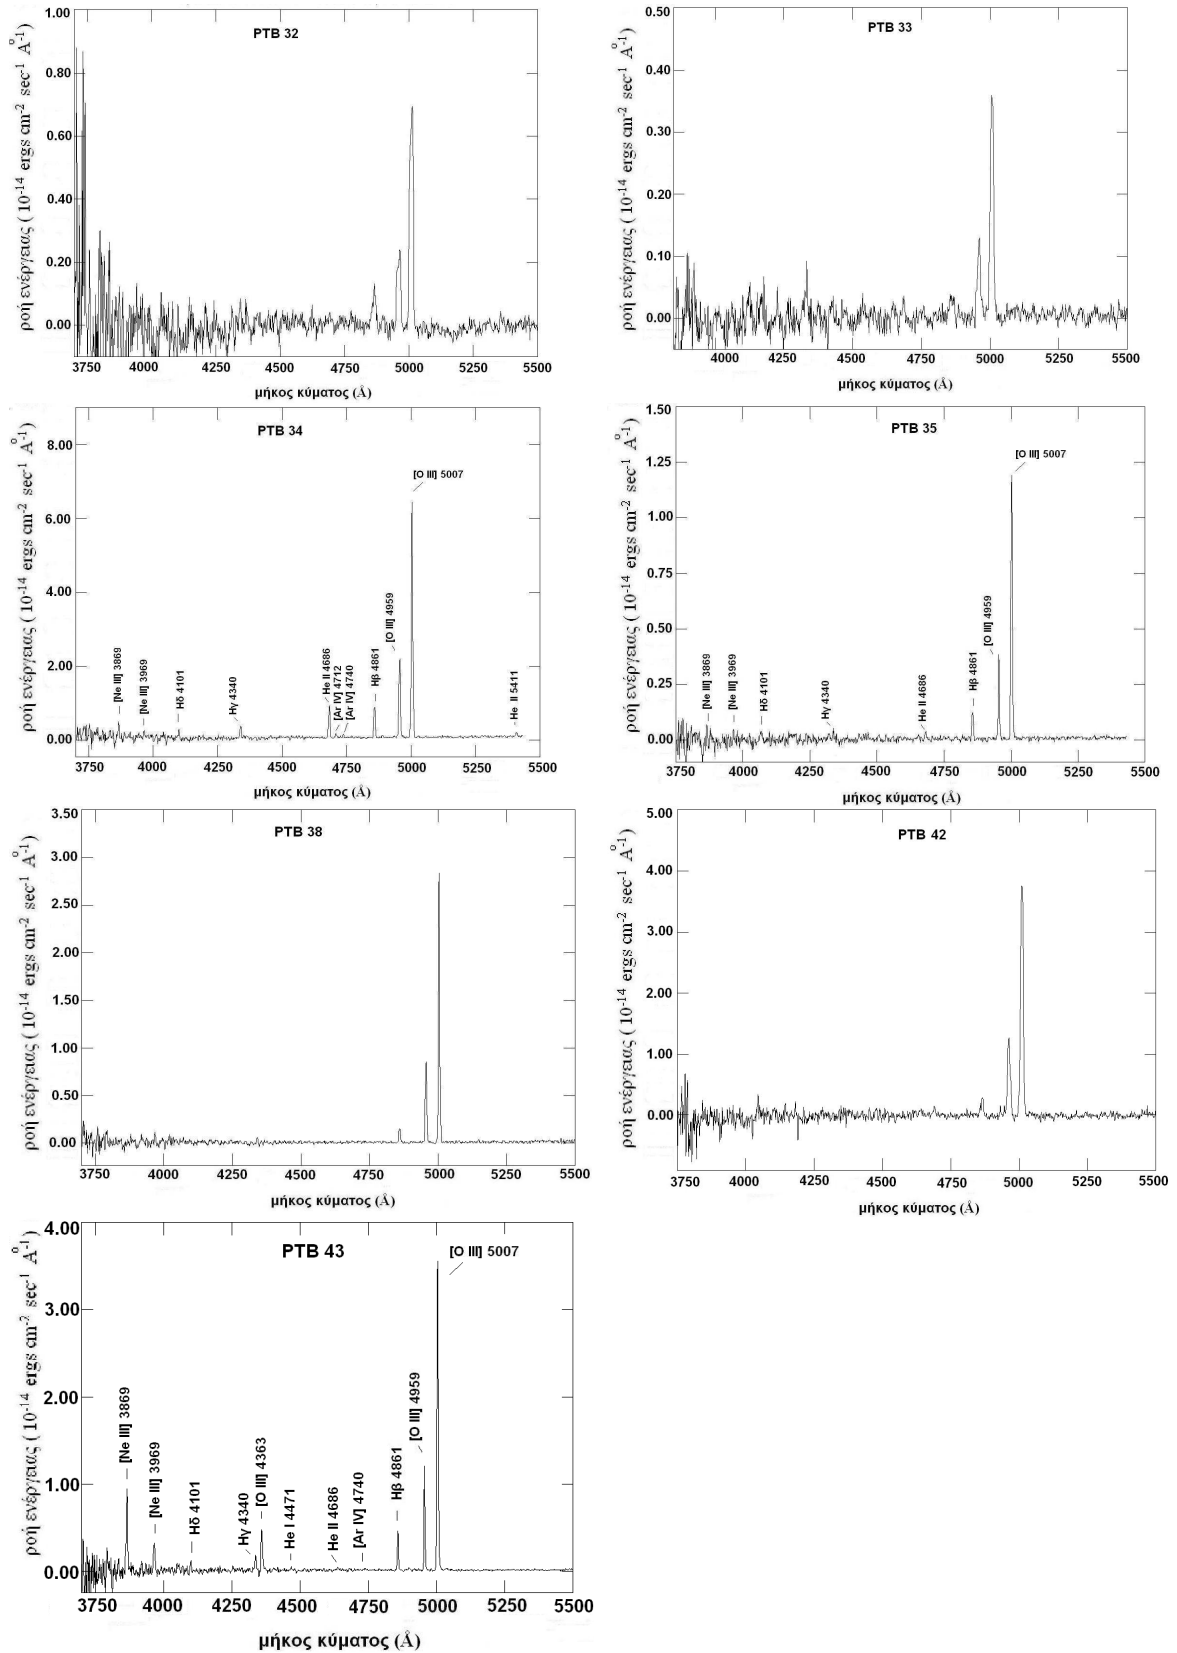 PTB 32
ροή ενέργειας ( 10-14 ergs cm-2 sec-1 Å-1)
1.00
0.80
0.60
0.40
0.20
0.00
3750 4000 4250 4500 4750 5000 5250 5500
μήκος κύματος (Å)
PTB 33
ροή ενέργειας ( 10-14 ergs cm-2 sec-1 Å-1)
0.50
0.40
0.30
0.20
0.10
0.00
4000 4250 4500 4750 5000 5250 5500
μήκος κύματος (Å)
PTB 34
ροή ενέργειας ( 10-14 ergs cm-2 sec-1 Å-1)
8.00
6.00
4.00
2.00
0.00
[Ne III] 3869
[Ne III] 3969
Hδ 4101
Hγ 4340
He II 4686
[Ar IV] 4712
[Ar IV] 4740
Hβ 4861
[O III] 4959
[O III] 5007
He II 5411
3750 4000 4250 4500 4750 5000 5250 5500
μήκος κύματος (Å)
PTB 35
ροή ενέργειας ( 10-14 ergs cm-2 sec-1 Å-1)
1.50
1.25
1.00
0.75
0.50
0.25
0.00
[Ne III] 3869
[Ne III] 3969
Hδ 4101
Hγ 4340
He II 4686
Hβ 4861
[O III] 4959
[O III] 5007
3750 4000 4250 4500 4750 5000 5250 5500
μήκος κύματος (Å)
PTB 38
ροή ενέργειας ( 10-14 ergs cm-2 sec-1 Å-1)
3.50
3.00
2.50
2.00
1.50
1.00
0.50
0.00
3750 4000 4250 4500 4750 5000 5250 5500
μήκος κύματος (Å)
PTB 42
ροή ενέργειας ( 10-14 ergs cm-2 sec-1 Å-1)
5.00
4.00
3.00
2.00
1.00
0.00
3750 4000 4250 4500 4750 5000 5250 5500
μήκος κύματος (Å)
PTB 43
ροή ενέργειας ( 10-14 ergs cm-2 sec-1 Å-1)
4.00
3.00
2.00
1.00
0.00
[Ne III] 3869
[Ne III] 3969
Hδ 4101
Hγ 4340
[O III] 4363
He I 4471
He II 4686
[Ar IV] 4740
Hβ 4861
[O III] 4959
[O III] 5007
3750 4000 4250 4500 4750 5000 5250 5500
μήκος κύματος (Å)